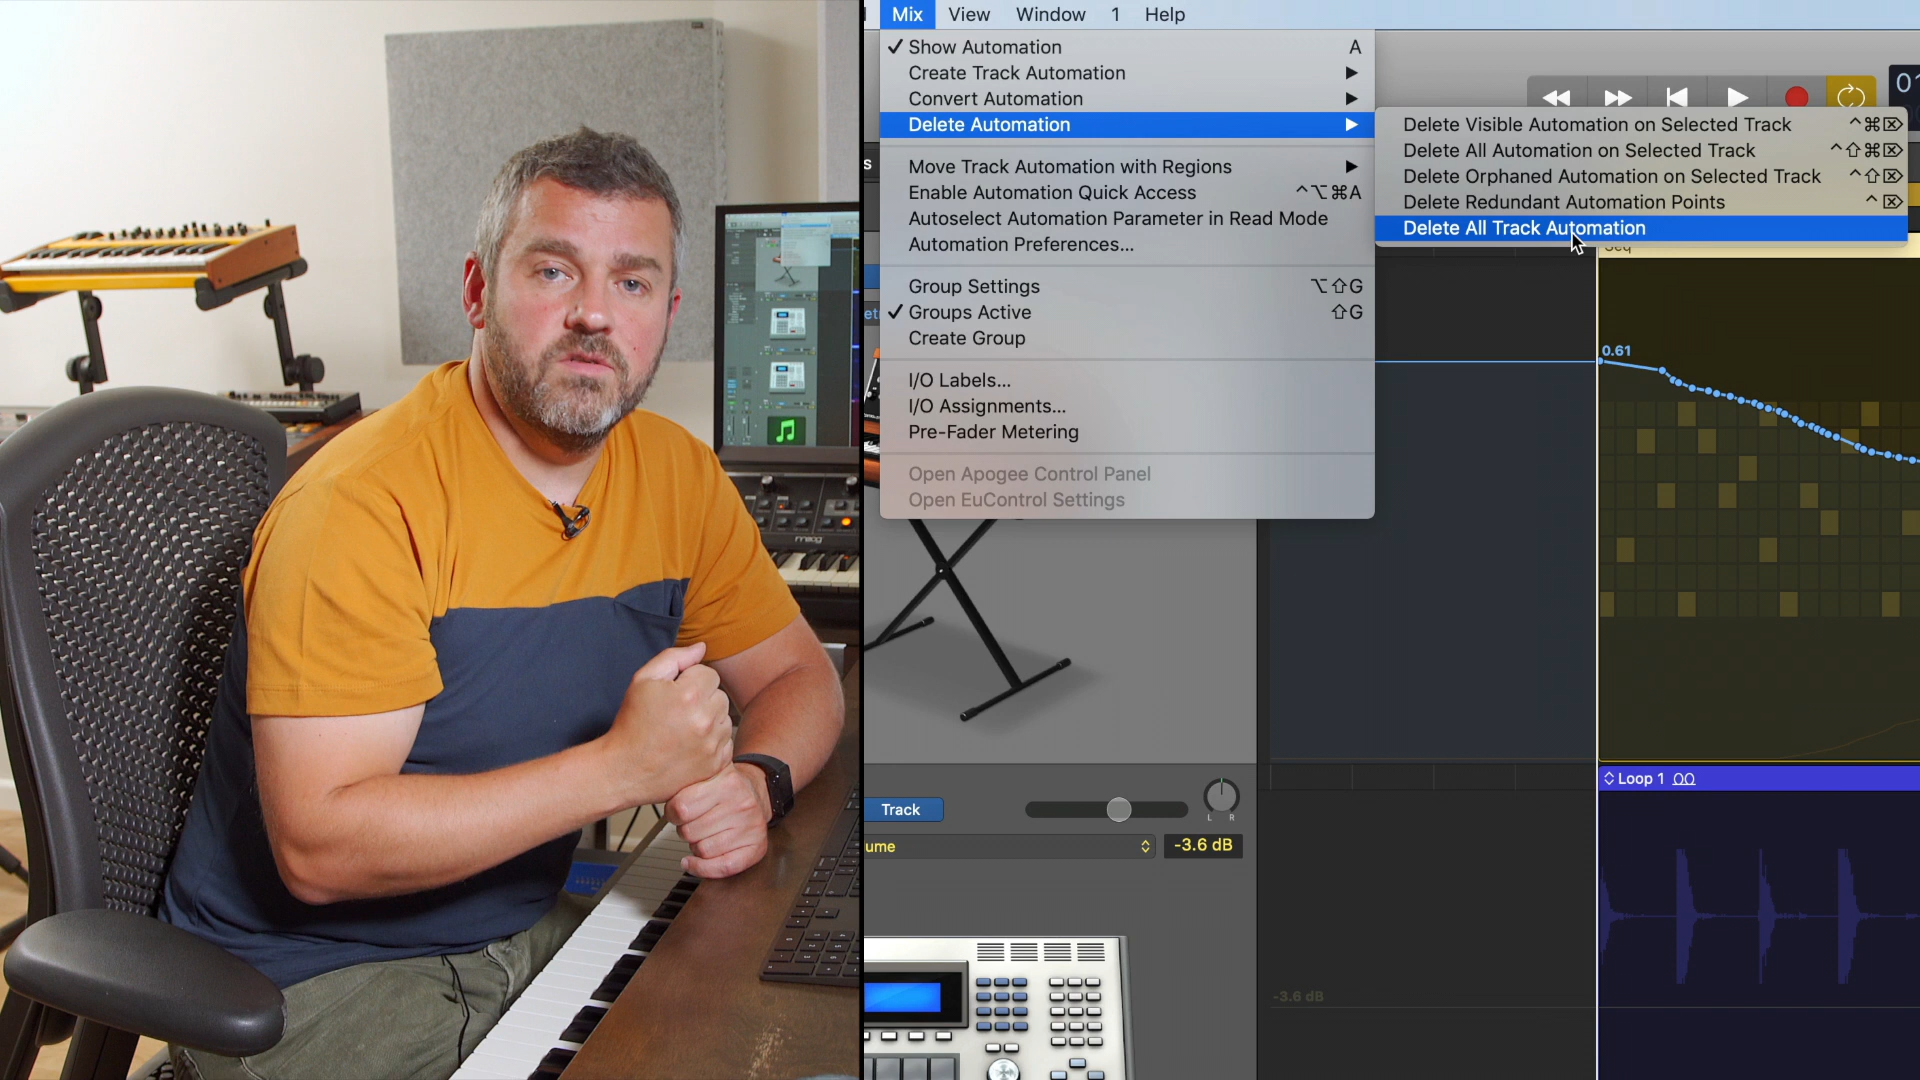 Mix View Window 1 Help
Show Automation A
Create Track Automation
Convert Automation
Delete Automation
Move Track Automation with Regions
Enable Automation Quick Access ^⌥⌘A
Autoselect Automation Parameter in Read Mode
Automation Preferences...
Group Settings ⌥⇧G
Groups Active ⇧G
Create Group
I/O Labels...
I/O Assignments...
Pre-Fader Metering
Open Apogee Control Panel
Open EuControl Settings
Delete Visible Automation on Selected Track ^⌘⌦
Delete All Automation on Selected Track ^⇧⌘⌦
Delete Orphaned Automation on Selected Track ^⇧⌦
Delete Redundant Automation Points ^⌦
Delete All Track Automation
Seq
0.61
Loop 1
Track
L R
ume
-3.6 dB
-3.6 dB
moog